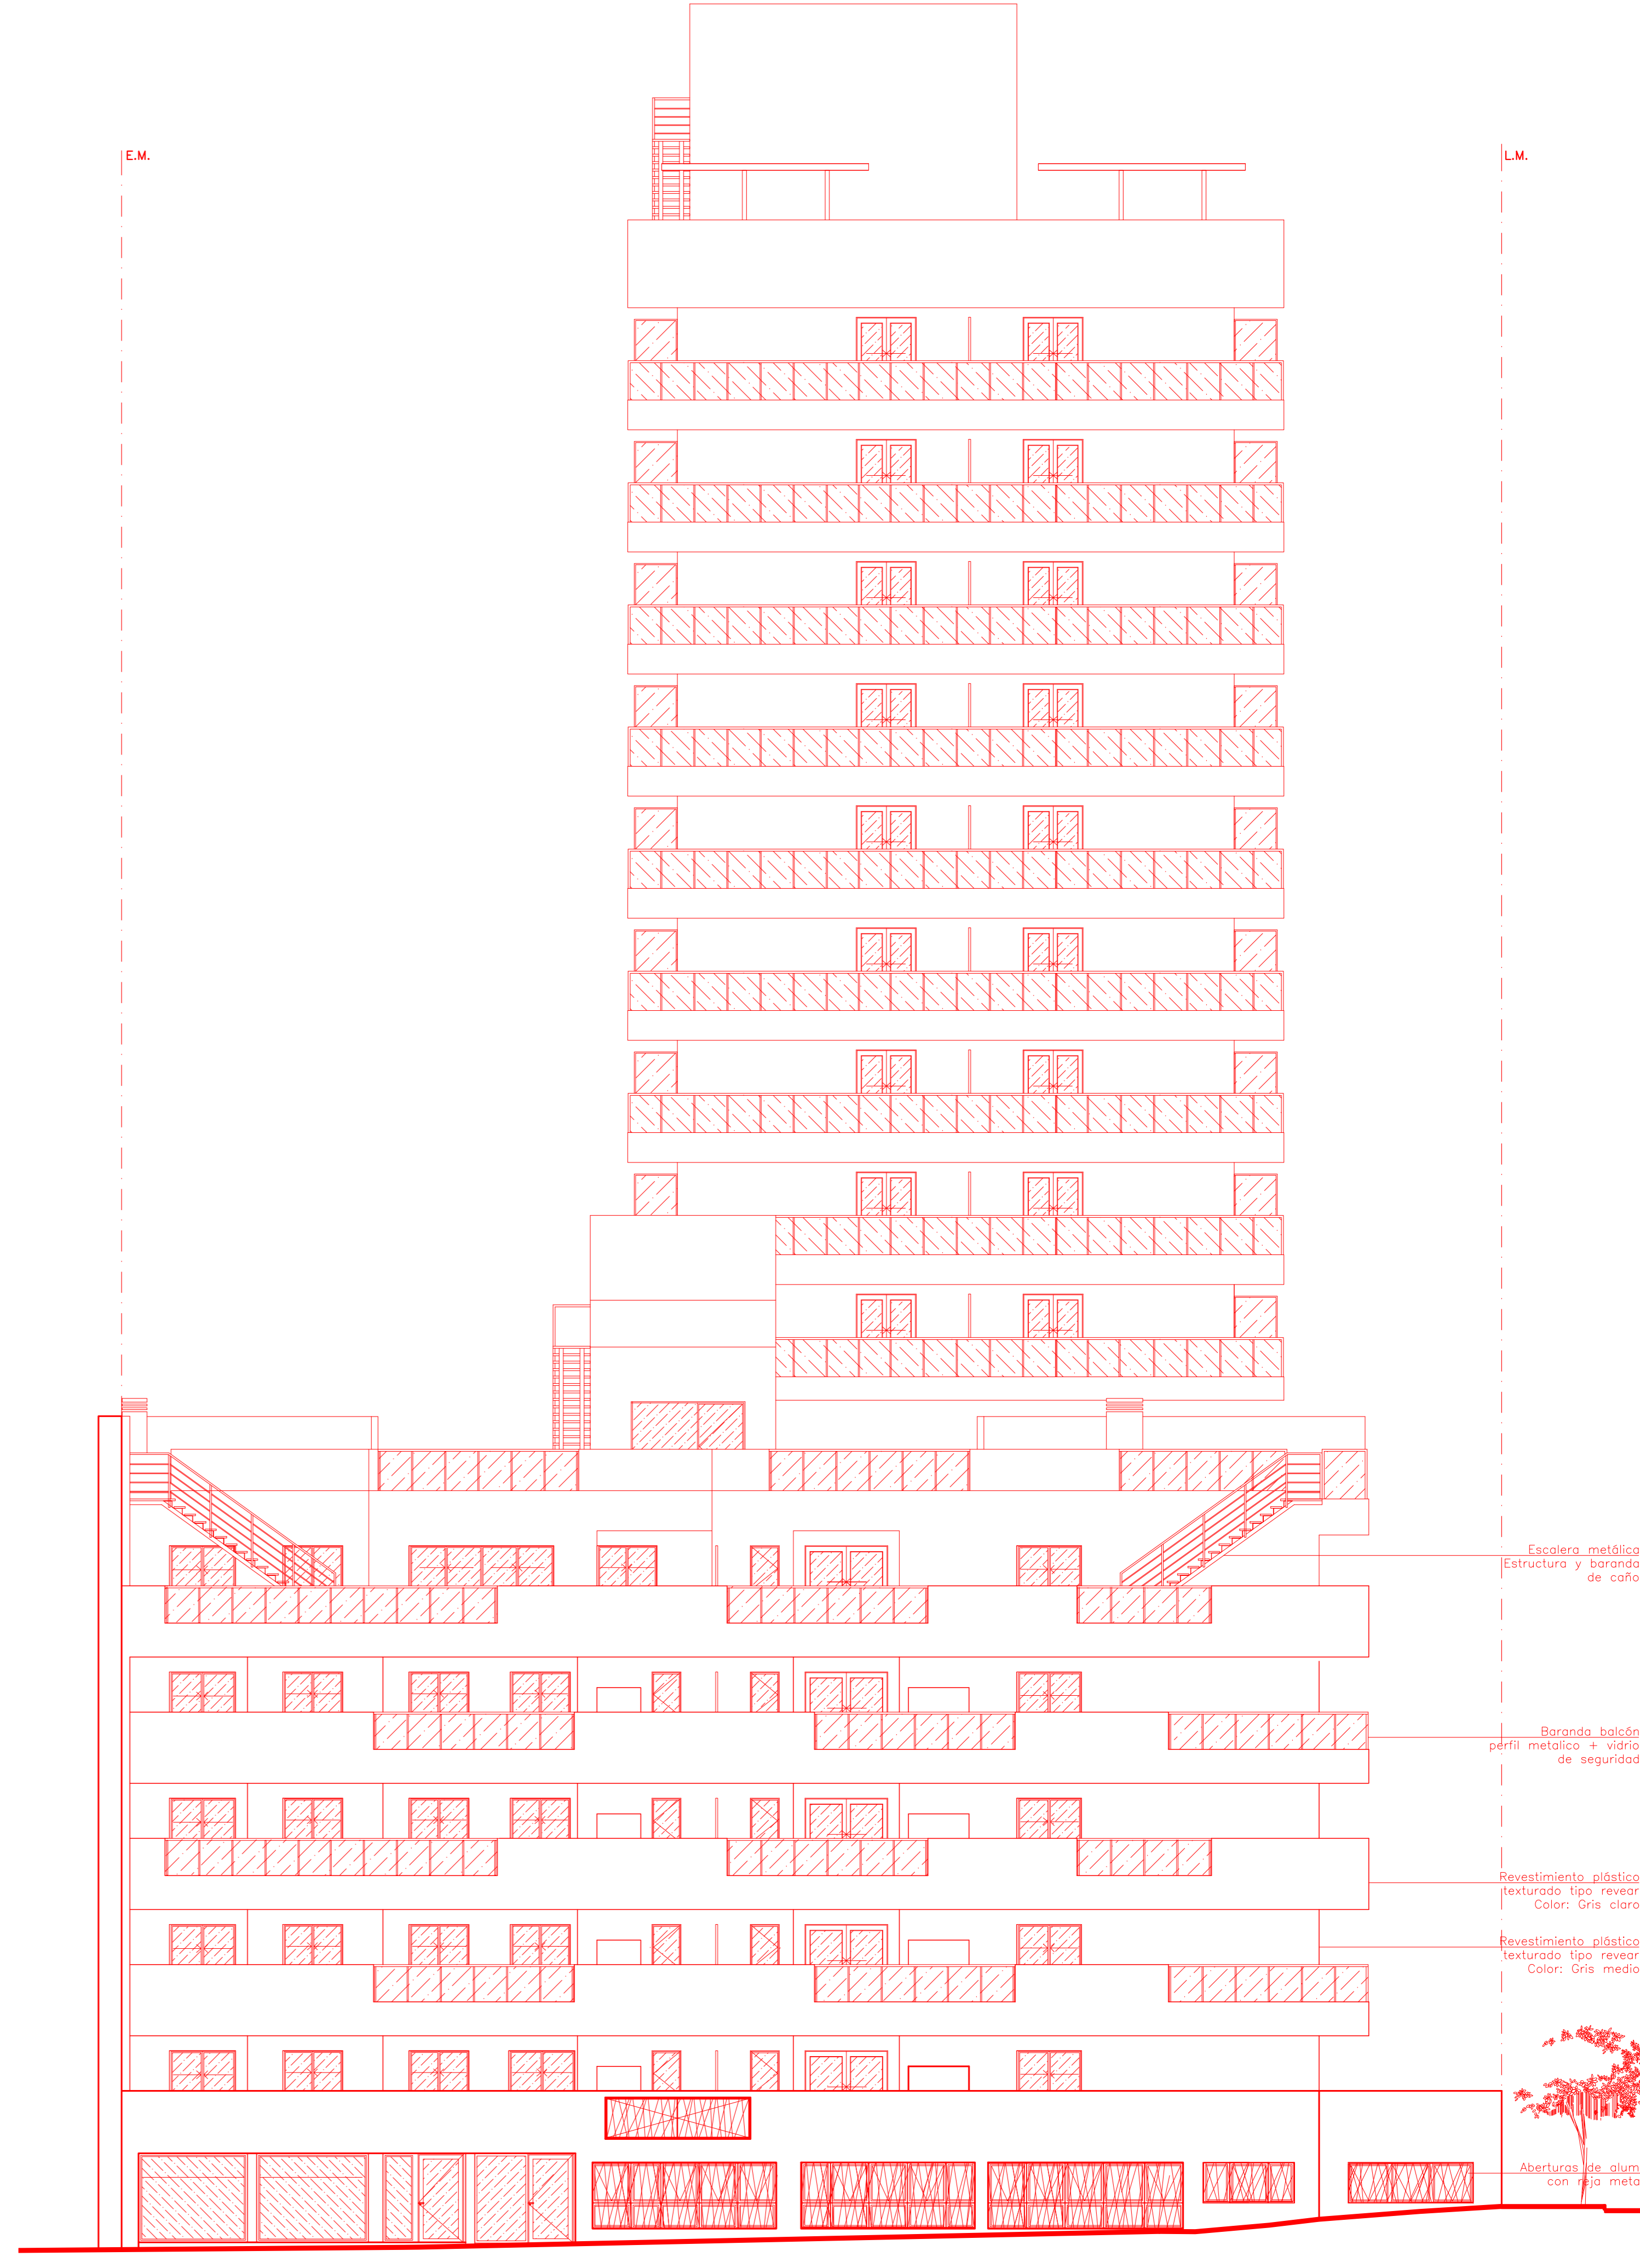 E.M.
L.M.
Escalera metálica
Estructura y baranda
de caño
Baranda balcón
perfil metalico + vidrio
de seguridad
Revestimiento plástico
texturado tipo revear
Color: Gris claro
Revestimiento plástico
texturado tipo revear
Color: Gris medio
Aberturas de alum
con reja meta